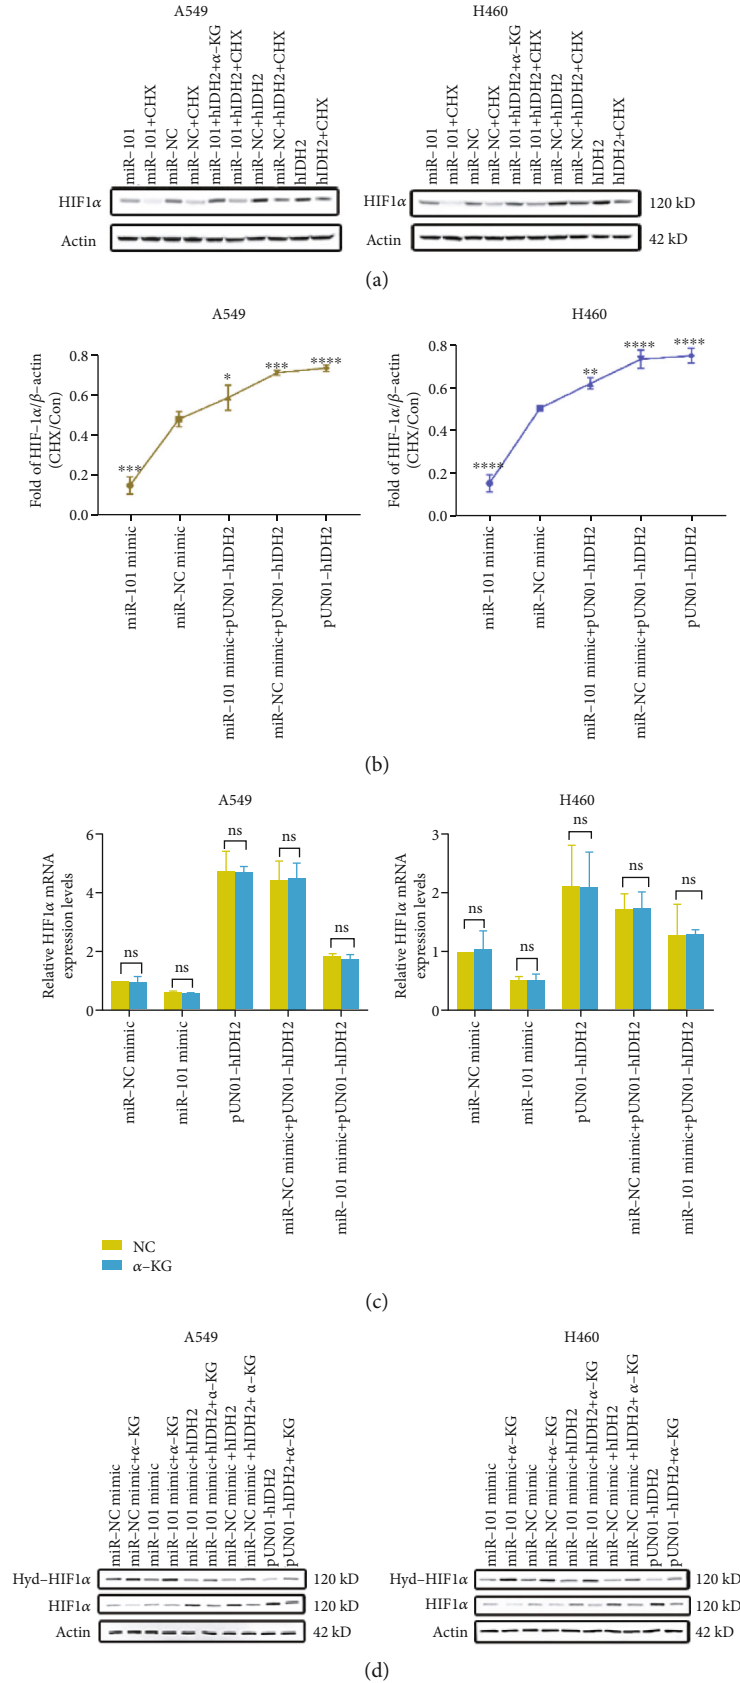 A549
H460
miR-101
miR-101+CHX
miR-NC
miR-NC+CHX
miR-101+hIDH2+α-KG
miR-101+hIDH2+CHX
miR-NC+hIDH2
miR-NC+hIDH2+CHX
hIDH2
hIDH2+CHX
miR-101
miR-101+CHX
miR-NC
miR-NC+CHX
miR-101+hIDH2+α-KG
miR-101+hIDH2+CHX
miR-NC+hIDH2
miR-NC+hIDH2+CHX
hIDH2
hIDH2+CHX
HIF1α
HIF1α
120 kD
Actin
Actin
42 kD
(a)
A549
Fold of HIF-1α/β-actin
(CHX/Con)
0.8
0.6
0.4
0.2
0.0
***
*
***
****
miR-101 mimic
miR-NC mimic
miR-101 mimic+pUN01-hIDH2
miR-NC mimic+pUN01-hIDH2
pUN01-hIDH2
H460
Fold of HIF-1α/β-actin
(CHX/Con)
0.8
0.6
0.4
0.2
0.0
****
**
****
****
miR-101 mimic
miR-NC mimic
miR-101 mimic+pUN01-hIDH2
miR-NC mimic+pUN01-hIDH2
pUN01-hIDH2
(b)
A549
Relative HIF1α mRNA
expression levels
6
4
2
0
ns
ns
ns
ns
ns
miR-NC mimic
miR-101 mimic
pUN01-hIDH2
miR-NC mimic+pUN01-hIDH2
miR-101 mimic+pUN01-hIDH2
H460
Relative HIF1α mRNA
expression levels
3
2
1
0
ns
ns
ns
ns
ns
miR-NC mimic
miR-101 mimic
pUN01-hIDH2
miR-NC mimic+pUN01-hIDH2
miR-101 mimic+pUN01-hIDH2
NC
α-KG
(c)
A549
miR-NC mimic
miR-NC mimic+α-KG
miR-101 mimic
miR-101 mimic+α-KG
miR-101 mimic+hIDH2
miR-101 mimic+hIDH2+α-KG
miR-NC mimic +hIDH2
miR-NC mimic +hIDH2+ α-KG
pUN01-hIDH2
pUN01-hIDH2+α-KG
Hyd-HIF1α
120 kD
HIF1α
120 kD
Actin
42 kD
H460
miR-101 mimic
miR-101 mimic+α-KG
miR-NC mimic
miR-NC mimic+α-KG
miR-101 mimic+hIDH2
miR-101 mimic+hIDH2+α-KG
miR-NC mimic +hIDH2
miR-NC mimic +hIDH2+ α-KG
pUN01-hIDH2
pUN01-hIDH2+α-KG
Hyd-HIF1α
120 kD
HIF1α
120 kD
Actin
42 kD
(d)